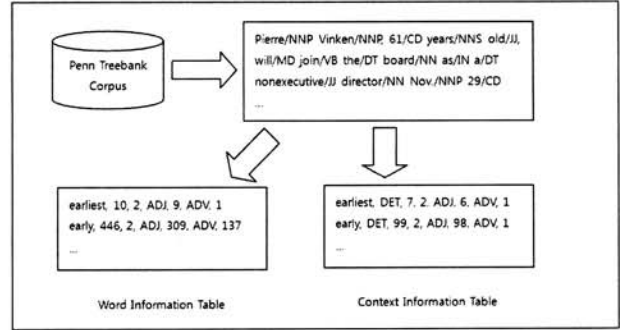 Penn Treebank
Corpus
Pierre/NNP Vinken/NNP, 61/CD years/NNS old/JJ,
will/MD join/VB the/DT board/NN as/IN a/DT
nonexecutive/JJ director/NN Nov./NNP 29/CD
...
earliest, 10, 2, ADJ, 9, ADV, 1
early, 446, 2, ADJ, 309, ADV, 137
...
earliest, DET, 7, 2, ADJ, 6, ADV, 1
early, DET, 99, 2, ADJ, 98, ADV, 1
...
Word Information Table
Context Information Table